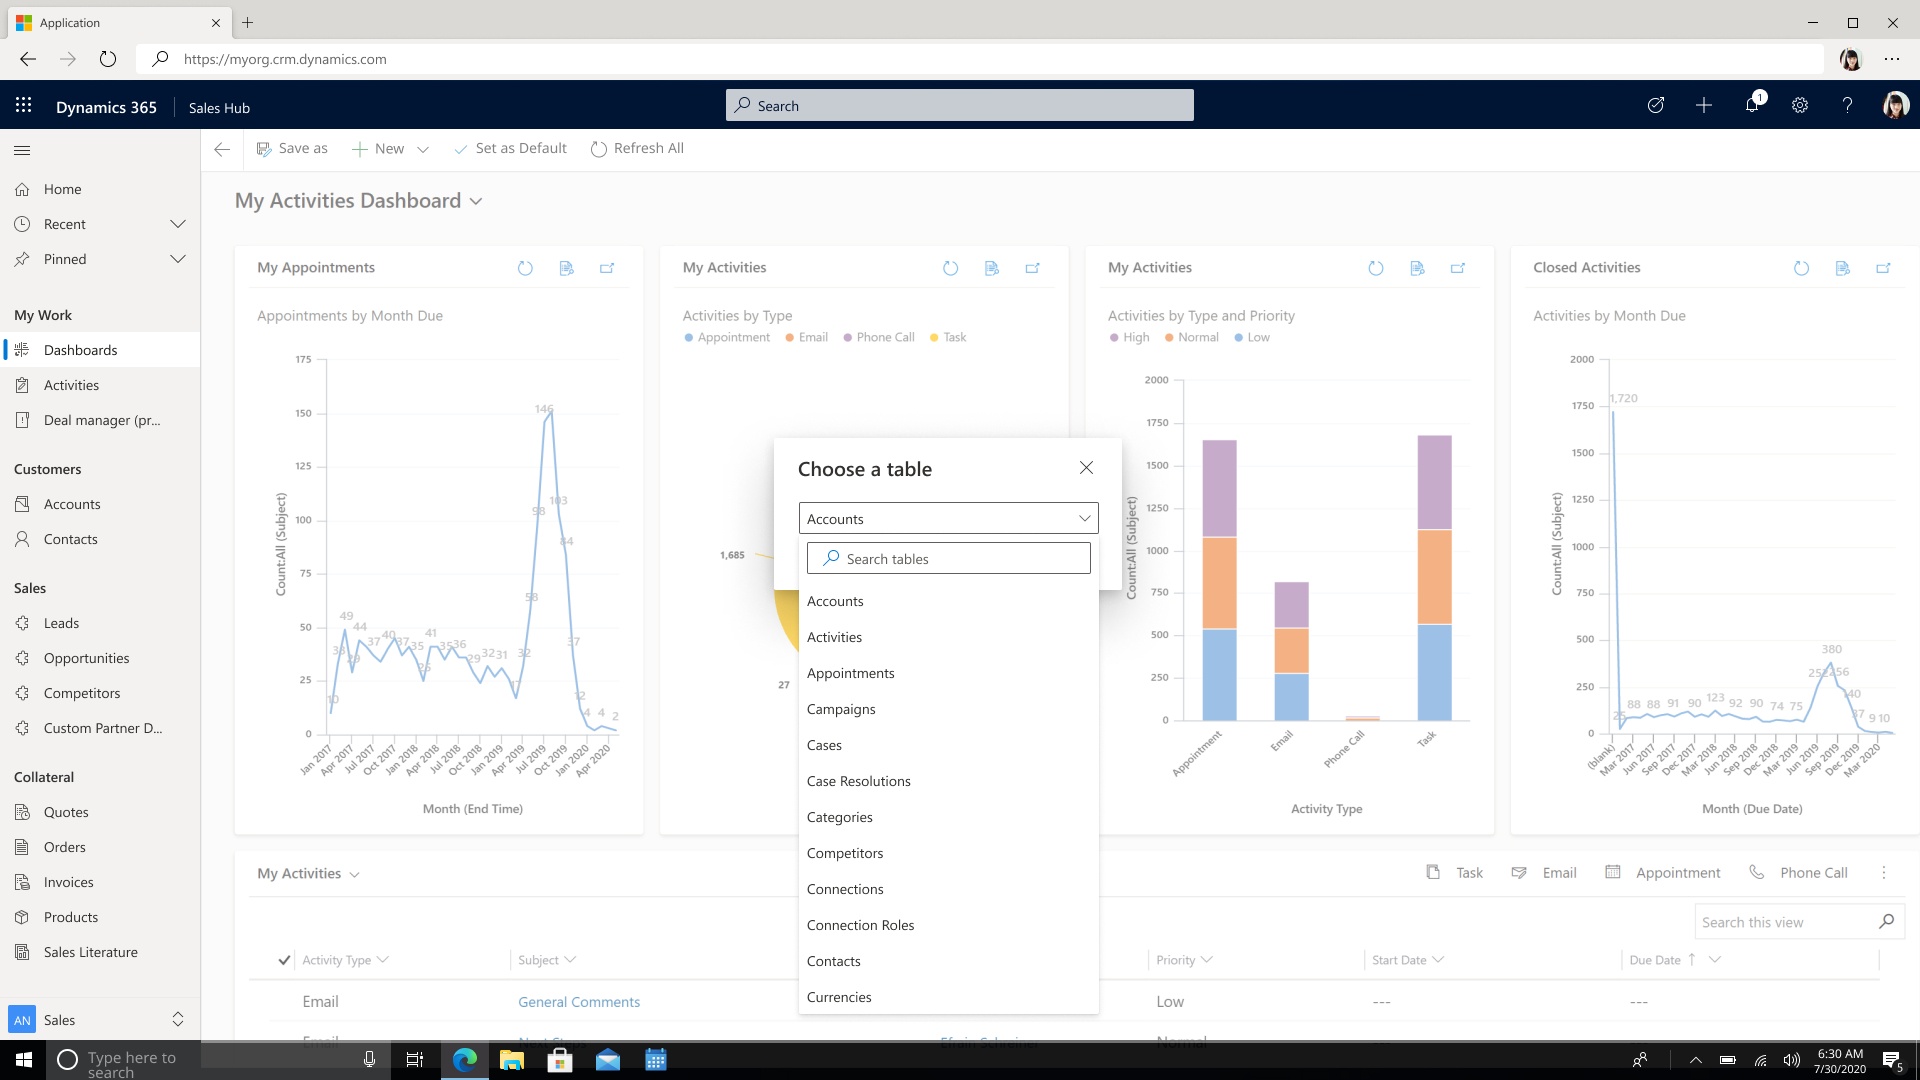 Application
https://myorg.crm.dynamics.com
Dynamics 365
Sales Hub
Search
1
Save as
New
Set as Default
Refresh All
My Activities Dashboard
Home
Recent
Pinned
My Work
Dashboards
Activities
Deal manager (pr...
Customers
Accounts
Contacts
Sales
Leads
Opportunities
Competitors
Custom Partner D...
Collateral
Quotes
Orders
Invoices
Products
Sales Literature
AN Sales
My Appointments
Appointments by Month Due
Count:All (Subject)
175
150
125
100
75
50
25
0
10
38
49
29
44
37
40
37
35
25
41
35
36
29
32
31
17
32
58
98
146
103
84
37
12
4
4
2
Jan 2017
Apr 2017
Jul 2017
Oct 2017
Jan 2018
Apr 2018
Jul 2018
Oct 2018
Jan 2019
Apr 2019
Jul 2019
Oct 2019
Jan 2020
Apr 2020
Month (End Time)
My Activities
Activities by Type
Appointment Email Phone Call Task
1,685
27
Choose a table
Accounts
Search tables
Accounts
Activities
Appointments
Campaigns
Cases
Case Resolutions
Categories
Competitors
Connections
Connection Roles
Contacts
Currencies
My Activities
Activities by Type and Priority
High Normal Low
Count:All (Subject)
2000
1750
1500
1250
1000
750
500
250
0
Appointment
Email
Phone Call
Task
Activity Type
Closed Activities
Activities by Month Due
Count:All (Subject)
2000
1750
1500
1250
1000
750
500
250
0
1,720
25
88
88
91
90
123
92
90
74
75
252
380
256
140
37
9
10
(blank)
Mar 2017
Jun 2017
Sep 2017
Dec 2017
Mar 2018
Jun 2018
Sep 2018
Dec 2018
Mar 2019
Jun 2019
Sep 2019
Dec 2019
Mar 2020
Month (Due Date)
My Activities
Task
Email
Appointment
Phone Call
Search this view
Activity Type
Subject
Priority
Start Date
Due Date
Email General Comments Low --- ---
Email Next Steps Efrain Schreiner Normal
Type here to
search
6:30 AM
7/30/2020
5